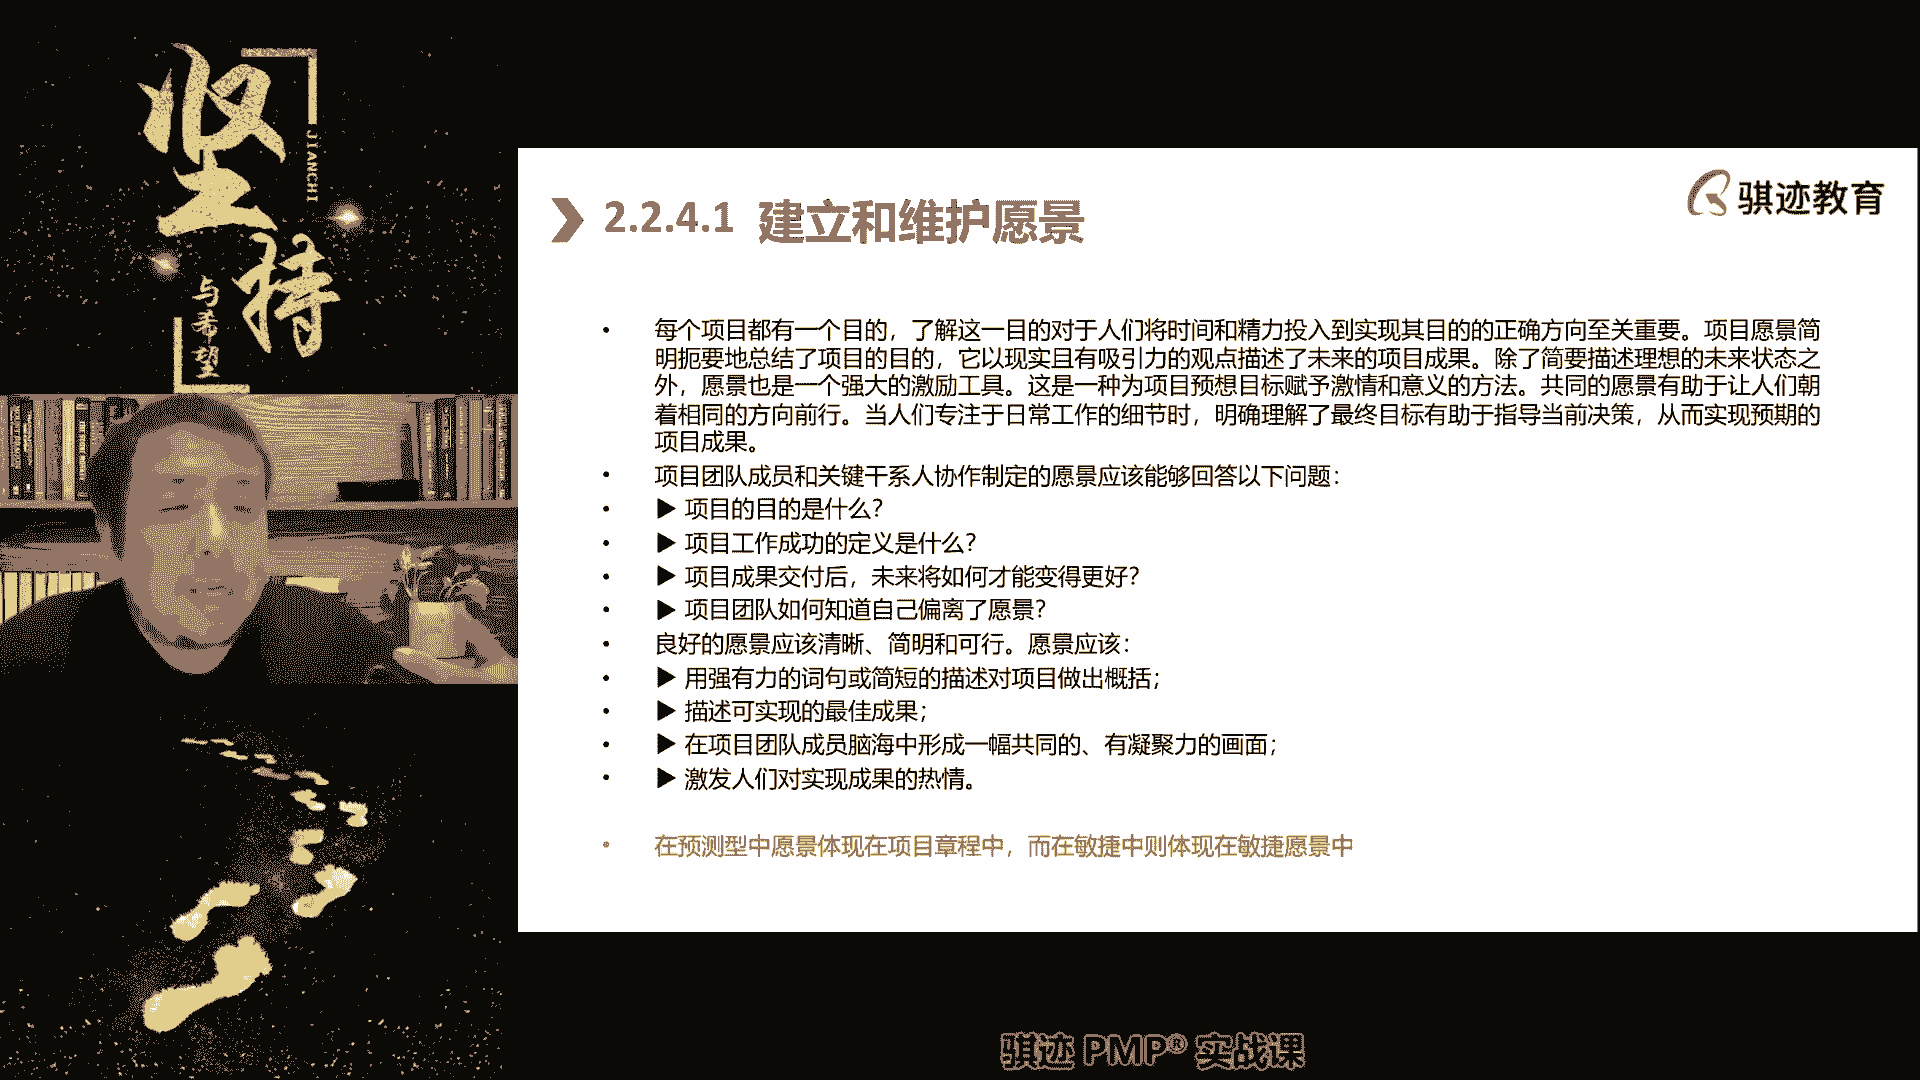 坚
持
JIANCHI
与
希
望
骐迹教育
2.2.4.1 建立和维护愿景
• 每个项目都有一个目的，了解这一目的对于人们将时间和精力投入到实现其目的的正确方向至关重要。项目愿景简
明扼要地总结了项目的目的，它以现实且有吸引力的观点描述了未来的项目成果。除了简要描述理想的未来状态之
外，愿景也是一个强大的激励工具。这是一种为项目预想目标赋予激情和意义的方法。共同的愿景有助于让人们朝
着相同的方向前行。当人们专注于日常工作的细节时，明确理解了最终目标有助于指导当前决策，从而实现预期的
项目成果。
• 项目团队成员和关键干系人协作制定的愿景应该能够回答以下问题：
• ▶ 项目的目的是什么？
• ▶ 项目工作成功的定义是什么？
• ▶ 项目成果交付后，未来将如何才能变得更好？
• ▶ 项目团队如何知道自己偏离了愿景？
• 良好的愿景应该清晰、简明和可行。愿景应该：
• ▶ 用强有力的词句或简短的描述对项目做出概括；
• ▶ 描述可实现的最佳成果；
• ▶ 在项目团队成员脑海中形成一幅共同的、有凝聚力的画面；
• ▶ 激发人们对实现成果的热情。
• 在预测型中愿景体现在项目章程中，而在敏捷中则体现在敏捷愿景中
骐迹 PMP® 实战课